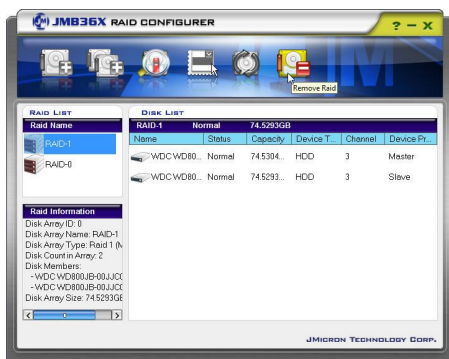 JMB36X RAID CONFIGURER
? – X
Remove Raid
RAID LIST
Raid Name
RAID-1
RAID-0
Raid Information
Disk Array ID: 0
Disk Array Name: RAID-1
Disk Array Type: Raid 1 (M
Disk Count in Array: 2
Disk Members:
- WDC WD800JB-00JJC0
- WDC WD800JB-00JJC0
Disk Array Size: 74.5293GB
DISK LIST
RAID-1 Normal 74.5293GB
Name Status Capacity Device T... Channel Device Pr...
WDC WD80... Normal 74.5304... HDD 3 Master
WDC WD80... Normal 74.5293... HDD 3 Slave
JMICRON TECHNOLOGY CORP.